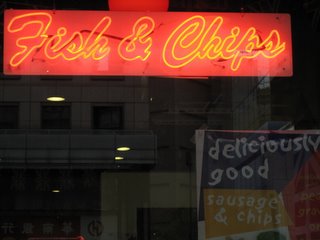 Fish & Chips
deliciously
good
sausage
& chips